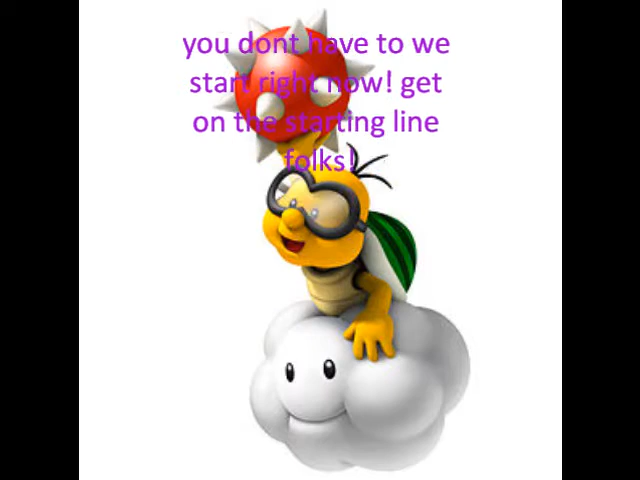 you dont have to we
start right now! get
on the starting line
folks!